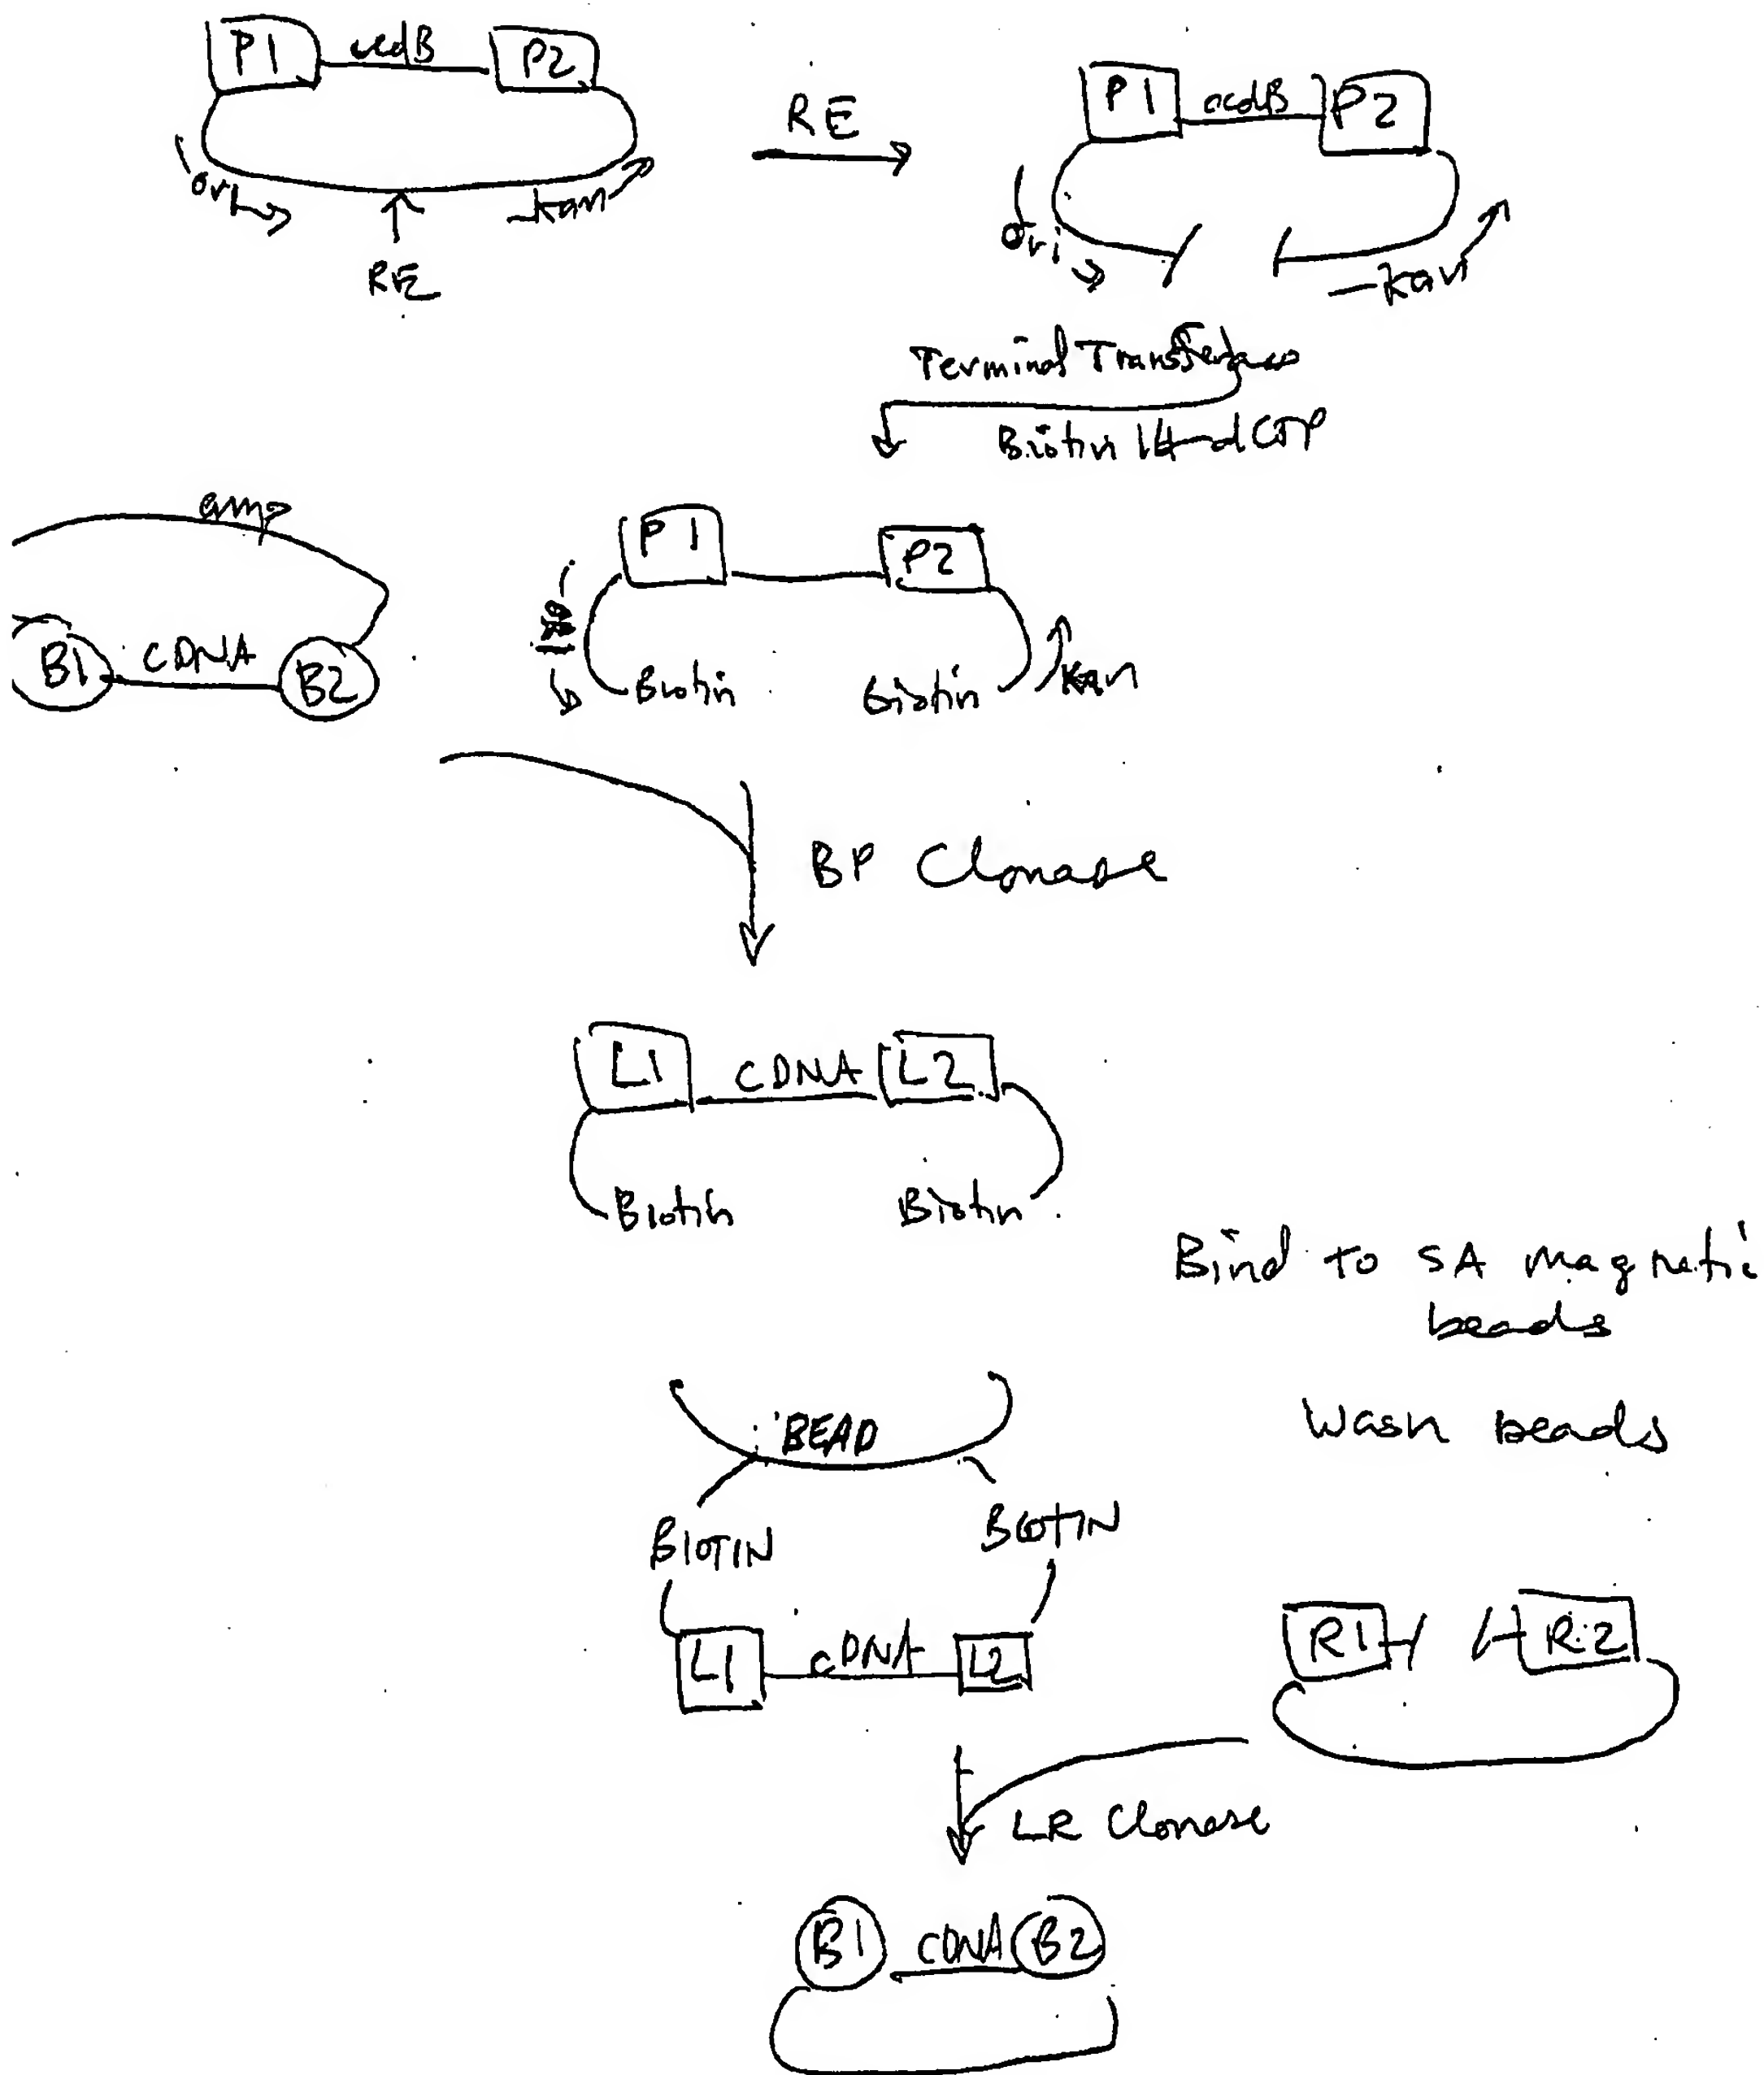 P1 ccdB P2
RE
P1 ccdB P2
ori
kan
RE
ori
kan
Terminal Transferase
Biotin 14-dCTP
amp
P1
P2
B1 cDNA B2
Biotin
Biotin
kan
BP Clonase
L1 cDNA L2
Biotin
Biotin
Bind to SA magnetic
beads
BEAD
Wash beads
BIOTIN
BIOTIN
L1 cDNA L2
R1
R2
LR Clonase
B1 cDNA B2